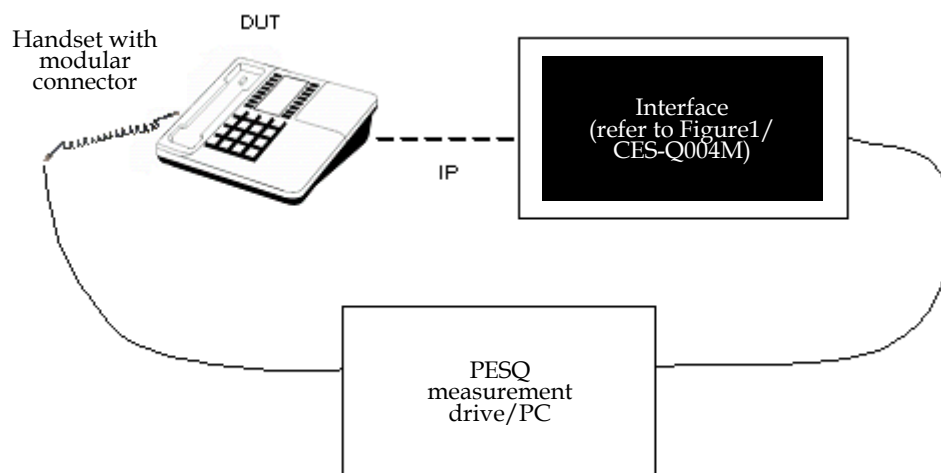 DUT
Handset with
modular
connector
Interface
(refer to Figure1/
CES-Q004M)
IP
PESQ
measurement
drive/PC